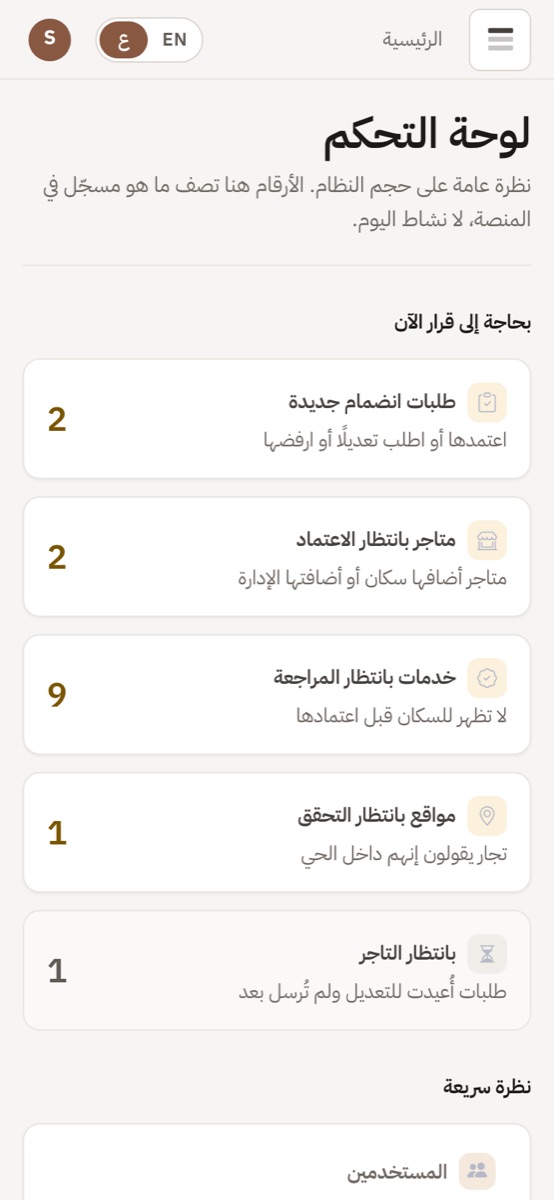 الرئيسية
EN
ع
S
لوحة التحكم
نظرة عامة على حجم النظام. الأرقام هنا تصف ما هو مسجّل في
المنصة، لا نشاط اليوم.
بحاجة إلى قرار الآن
طلبات انضمام جديدة
اعتمدها أو اطلب تعديلًا أو ارفضها
2
متاجر بانتظار الاعتماد
متاجر أضافها سكان أو أضافتها الإدارة
2
خدمات بانتظار المراجعة
لا تظهر للسكان قبل اعتمادها
9
مواقع بانتظار التحقق
تجار يقولون إنهم داخل الحي
1
بانتظار التاجر
طلبات أُعيدت للتعديل ولم تُرسل بعد
1
نظرة سريعة
المستخدمين